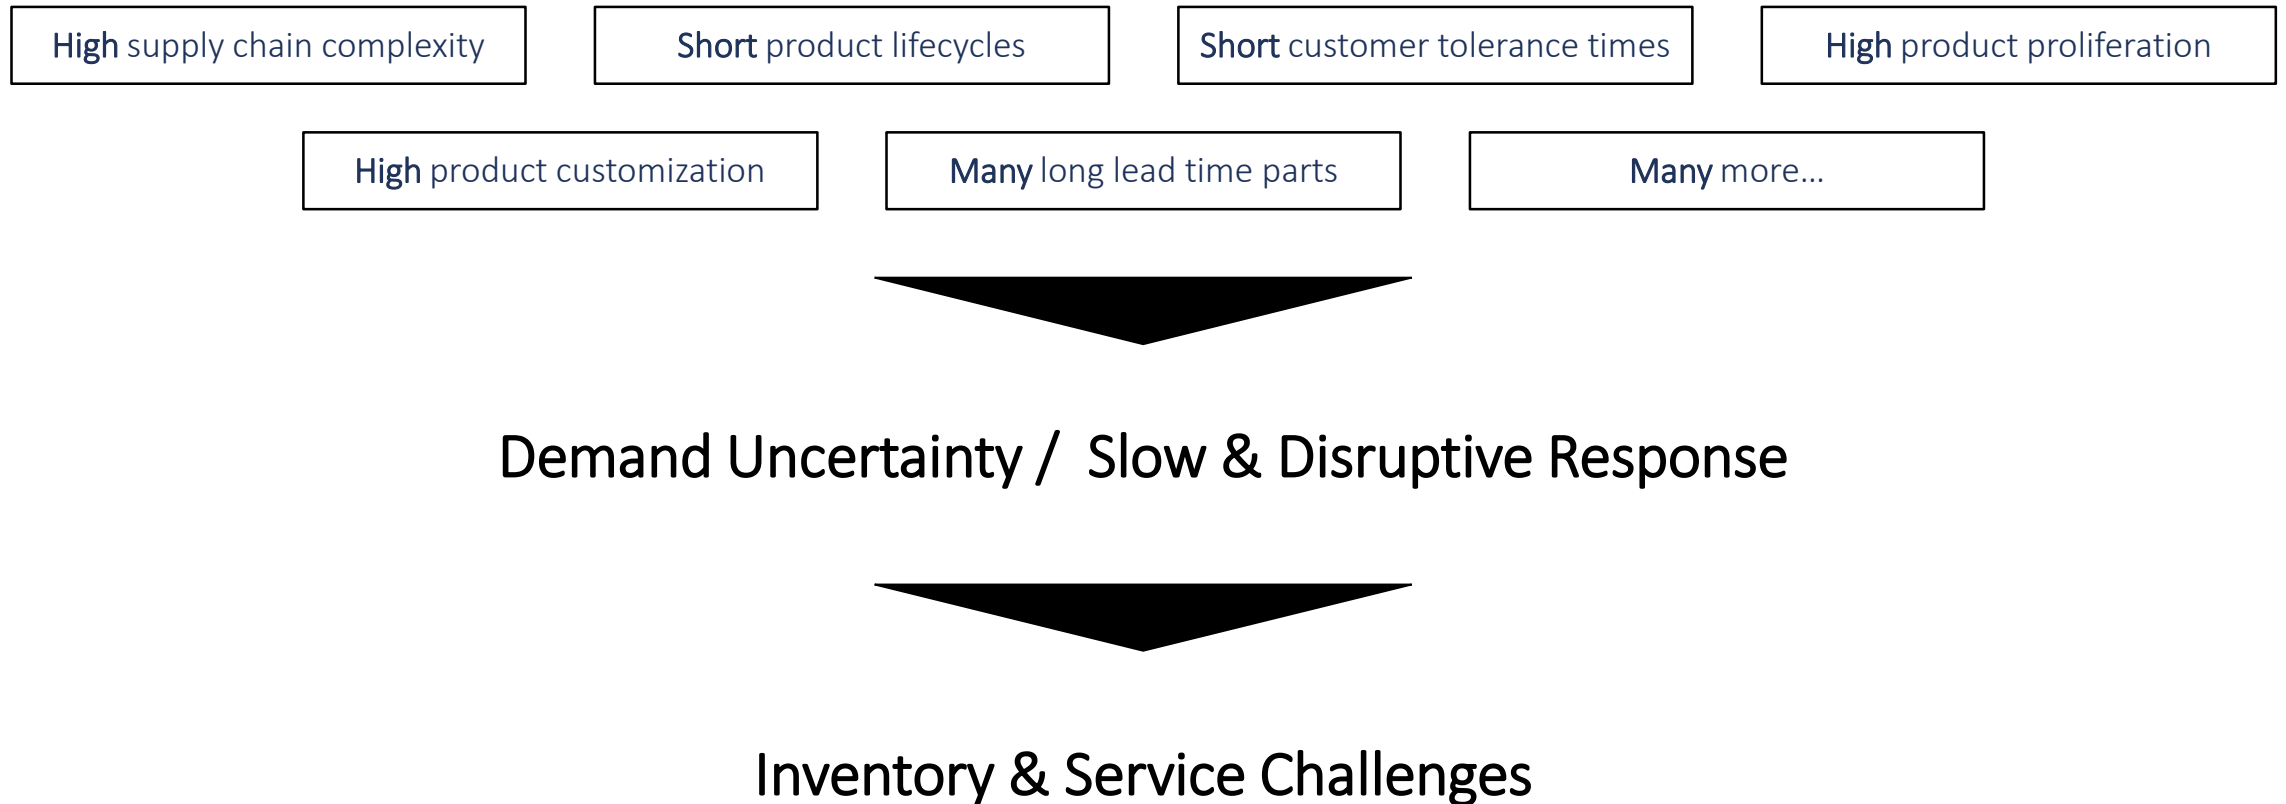 High supply chain complexity
Short product lifecycles
Short customer tolerance times
High product proliferation
High product customization
Many long lead time parts
Many more...
Demand Uncertainty /  Slow & Disruptive Response
Inventory & Service Challenges